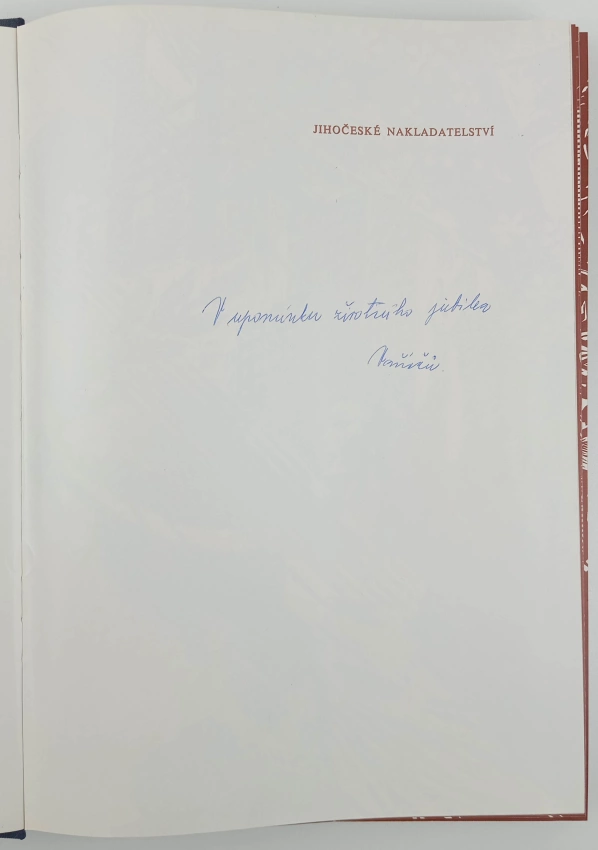 JIHOČESKÉ NAKLADATELSTVÍ
V upomínku životního jubilea